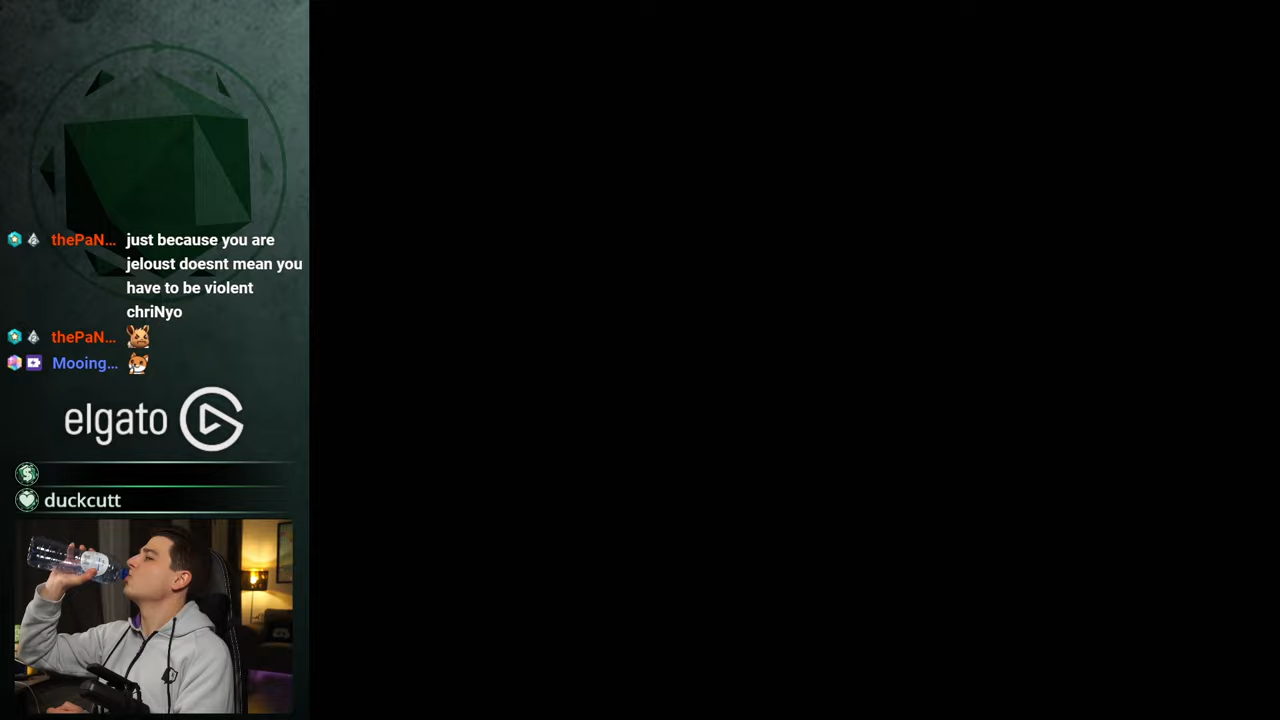 thePaN... just because you are
jeloust doesnt mean you
have to be violent
chriNyo
thePaN...
Mooing...
elgato
duckcutt